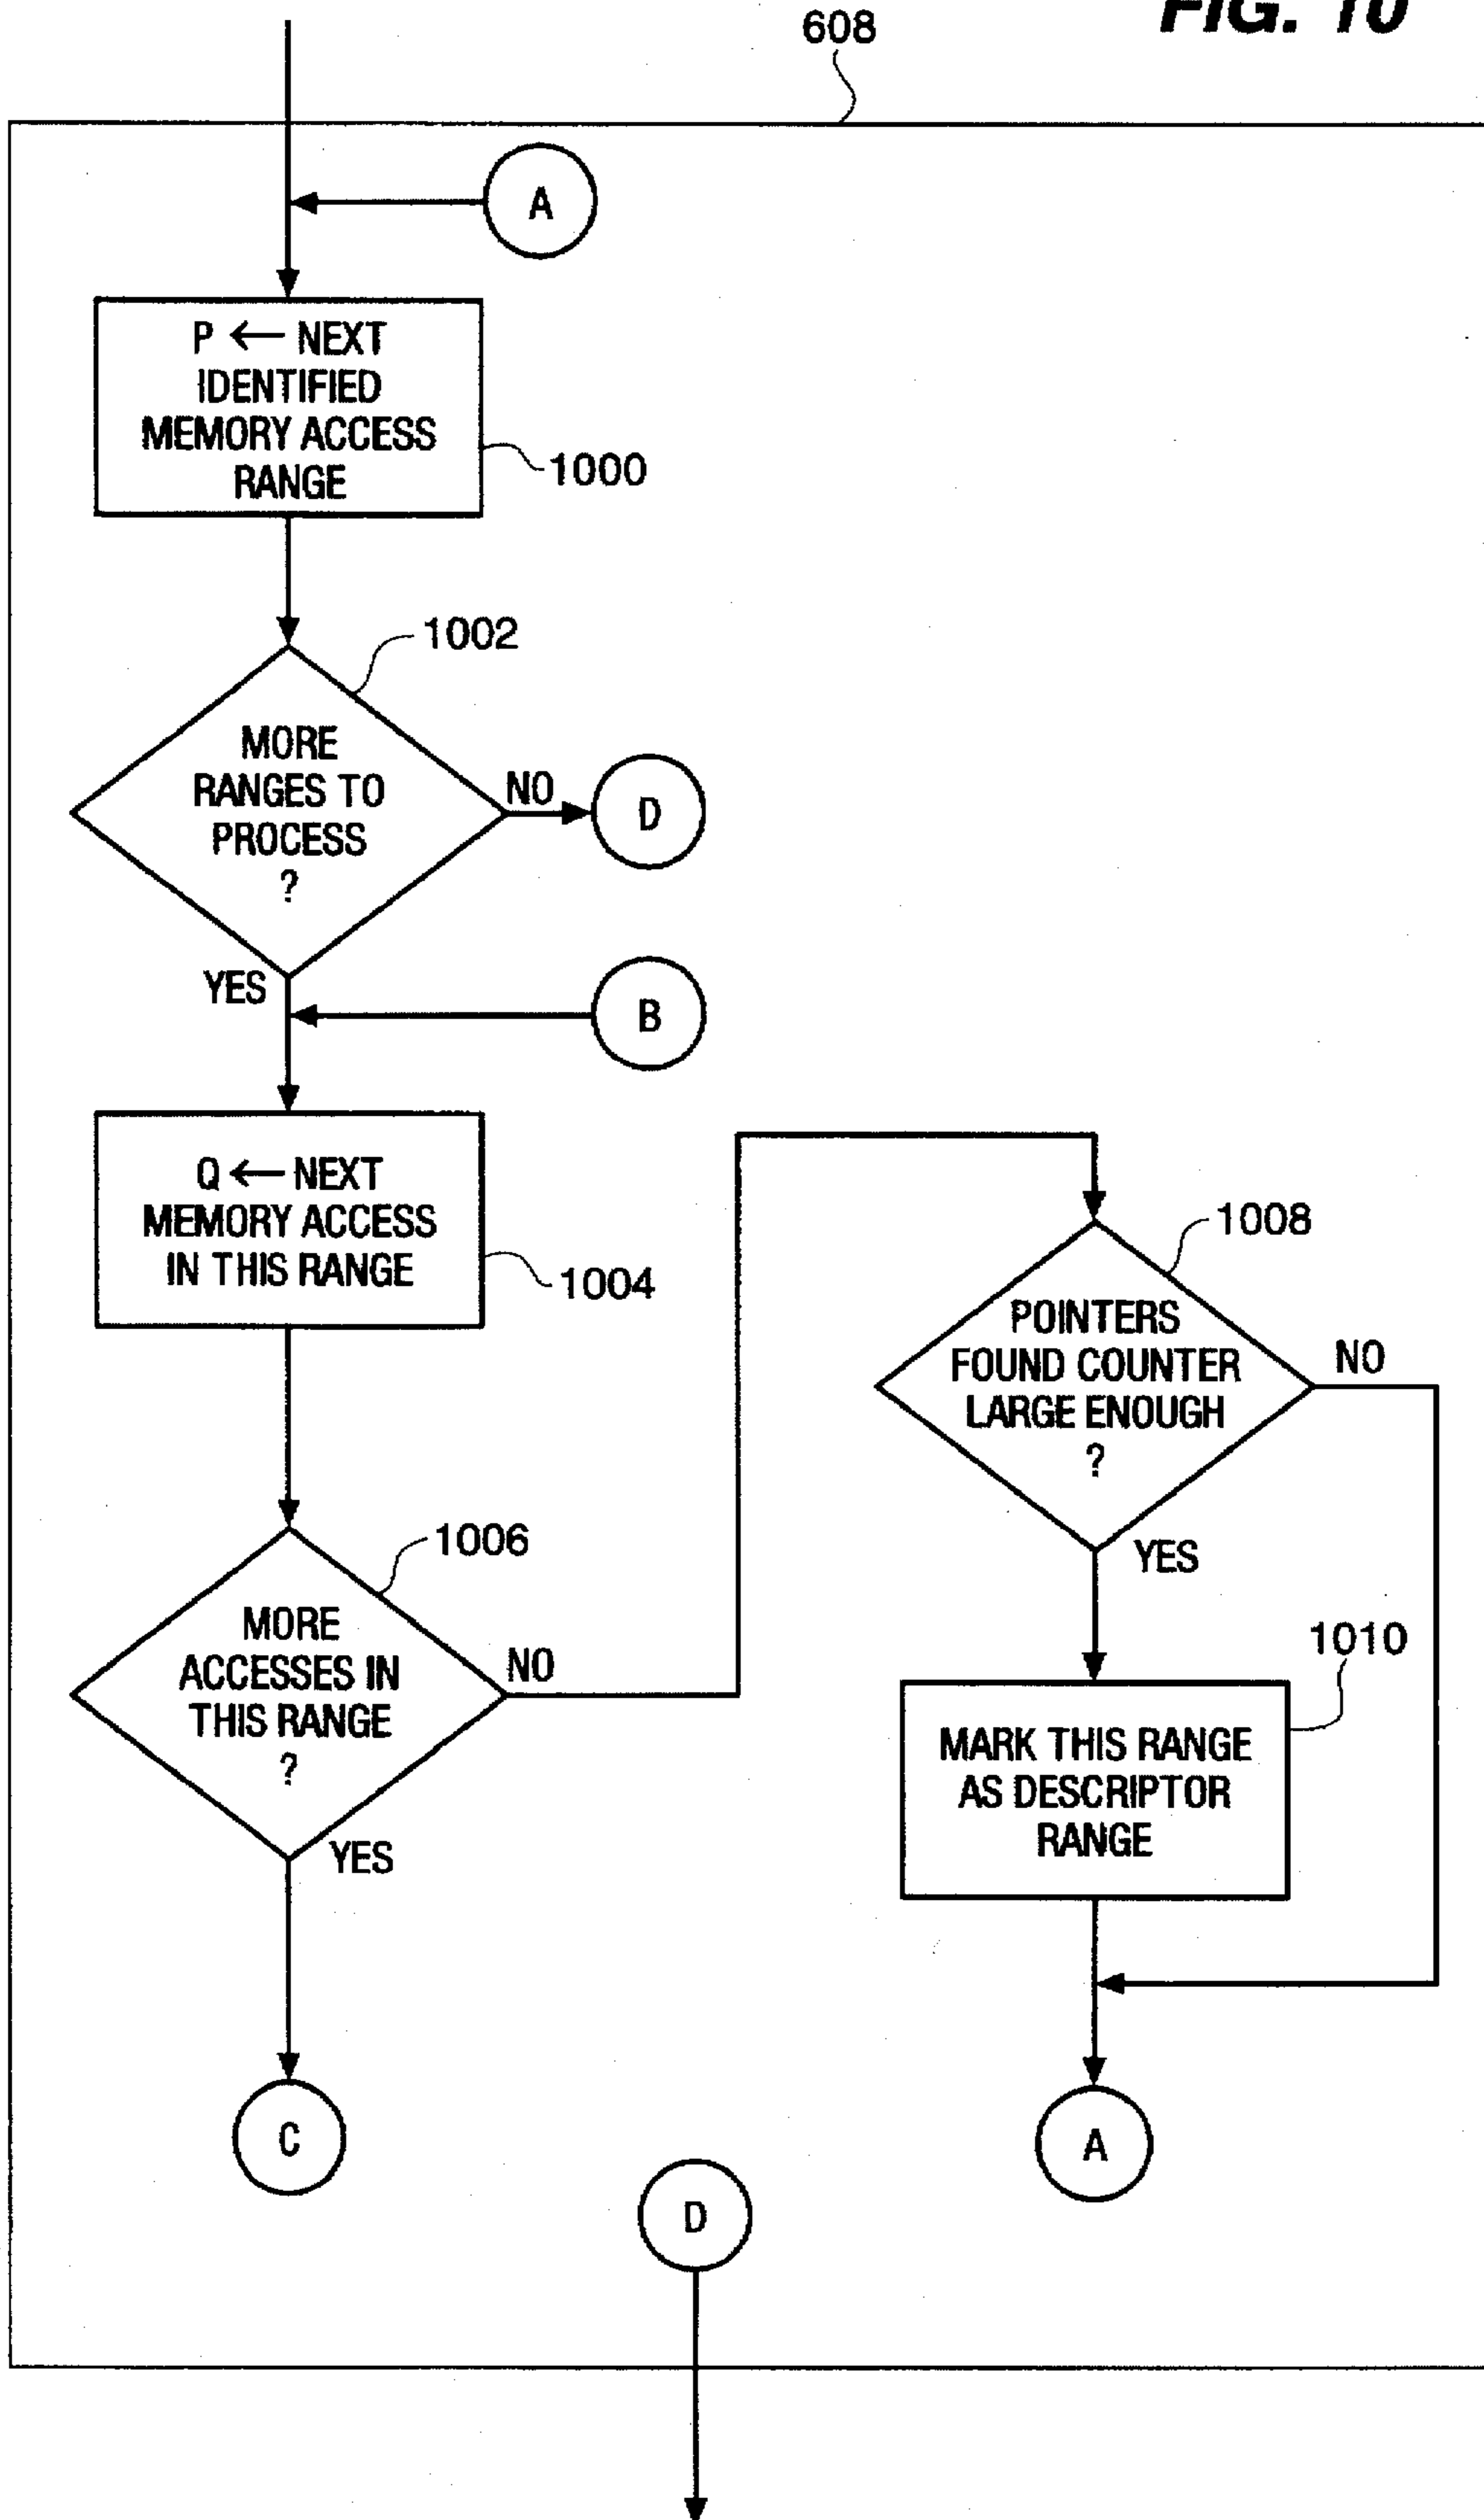 FIG. 10
608
A
P ← NEXT
IDENTIFIED
MEMORY ACCESS
RANGE
1000
1002
MORE
RANGES TO
PROCESS
?
NO
D
YES
B
Q ← NEXT
MEMORY ACCESS
IN THIS RANGE
1004
1006
MORE
ACCESSES IN
THIS RANGE
?
NO
YES
C
1008
POINTERS
FOUND COUNTER
LARGE ENOUGH
?
NO
YES
1010
MARK THIS RANGE
AS DESCRIPTOR
RANGE
A
D